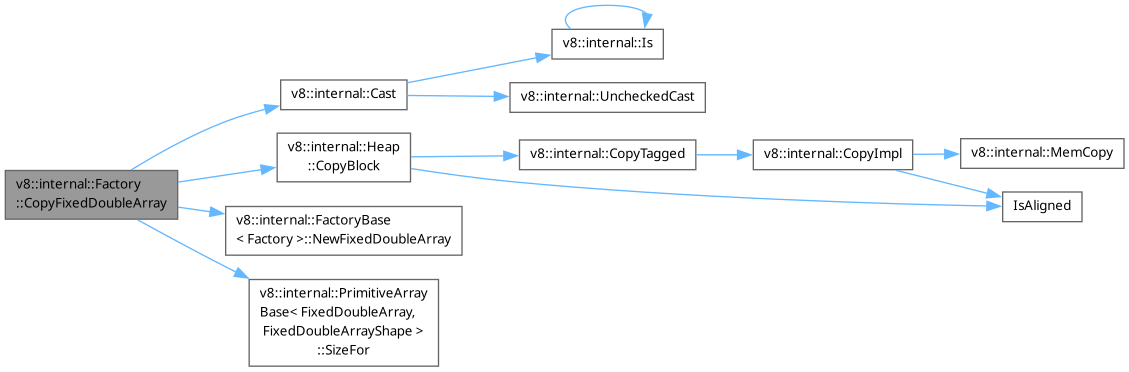 v8::internal::Is
v8::internal::Cast
v8::internal::UncheckedCast
v8::internal::Heap
::CopyBlock
v8::internal::CopyTagged
v8::internal::CopyImpl
v8::internal::MemCopy
v8::internal::Factory
::CopyFixedDoubleArray
IsAligned
v8::internal::FactoryBase
< Factory >::NewFixedDoubleArray
v8::internal::PrimitiveArray
Base< FixedDoubleArray,
FixedDoubleArrayShape >
::SizeFor